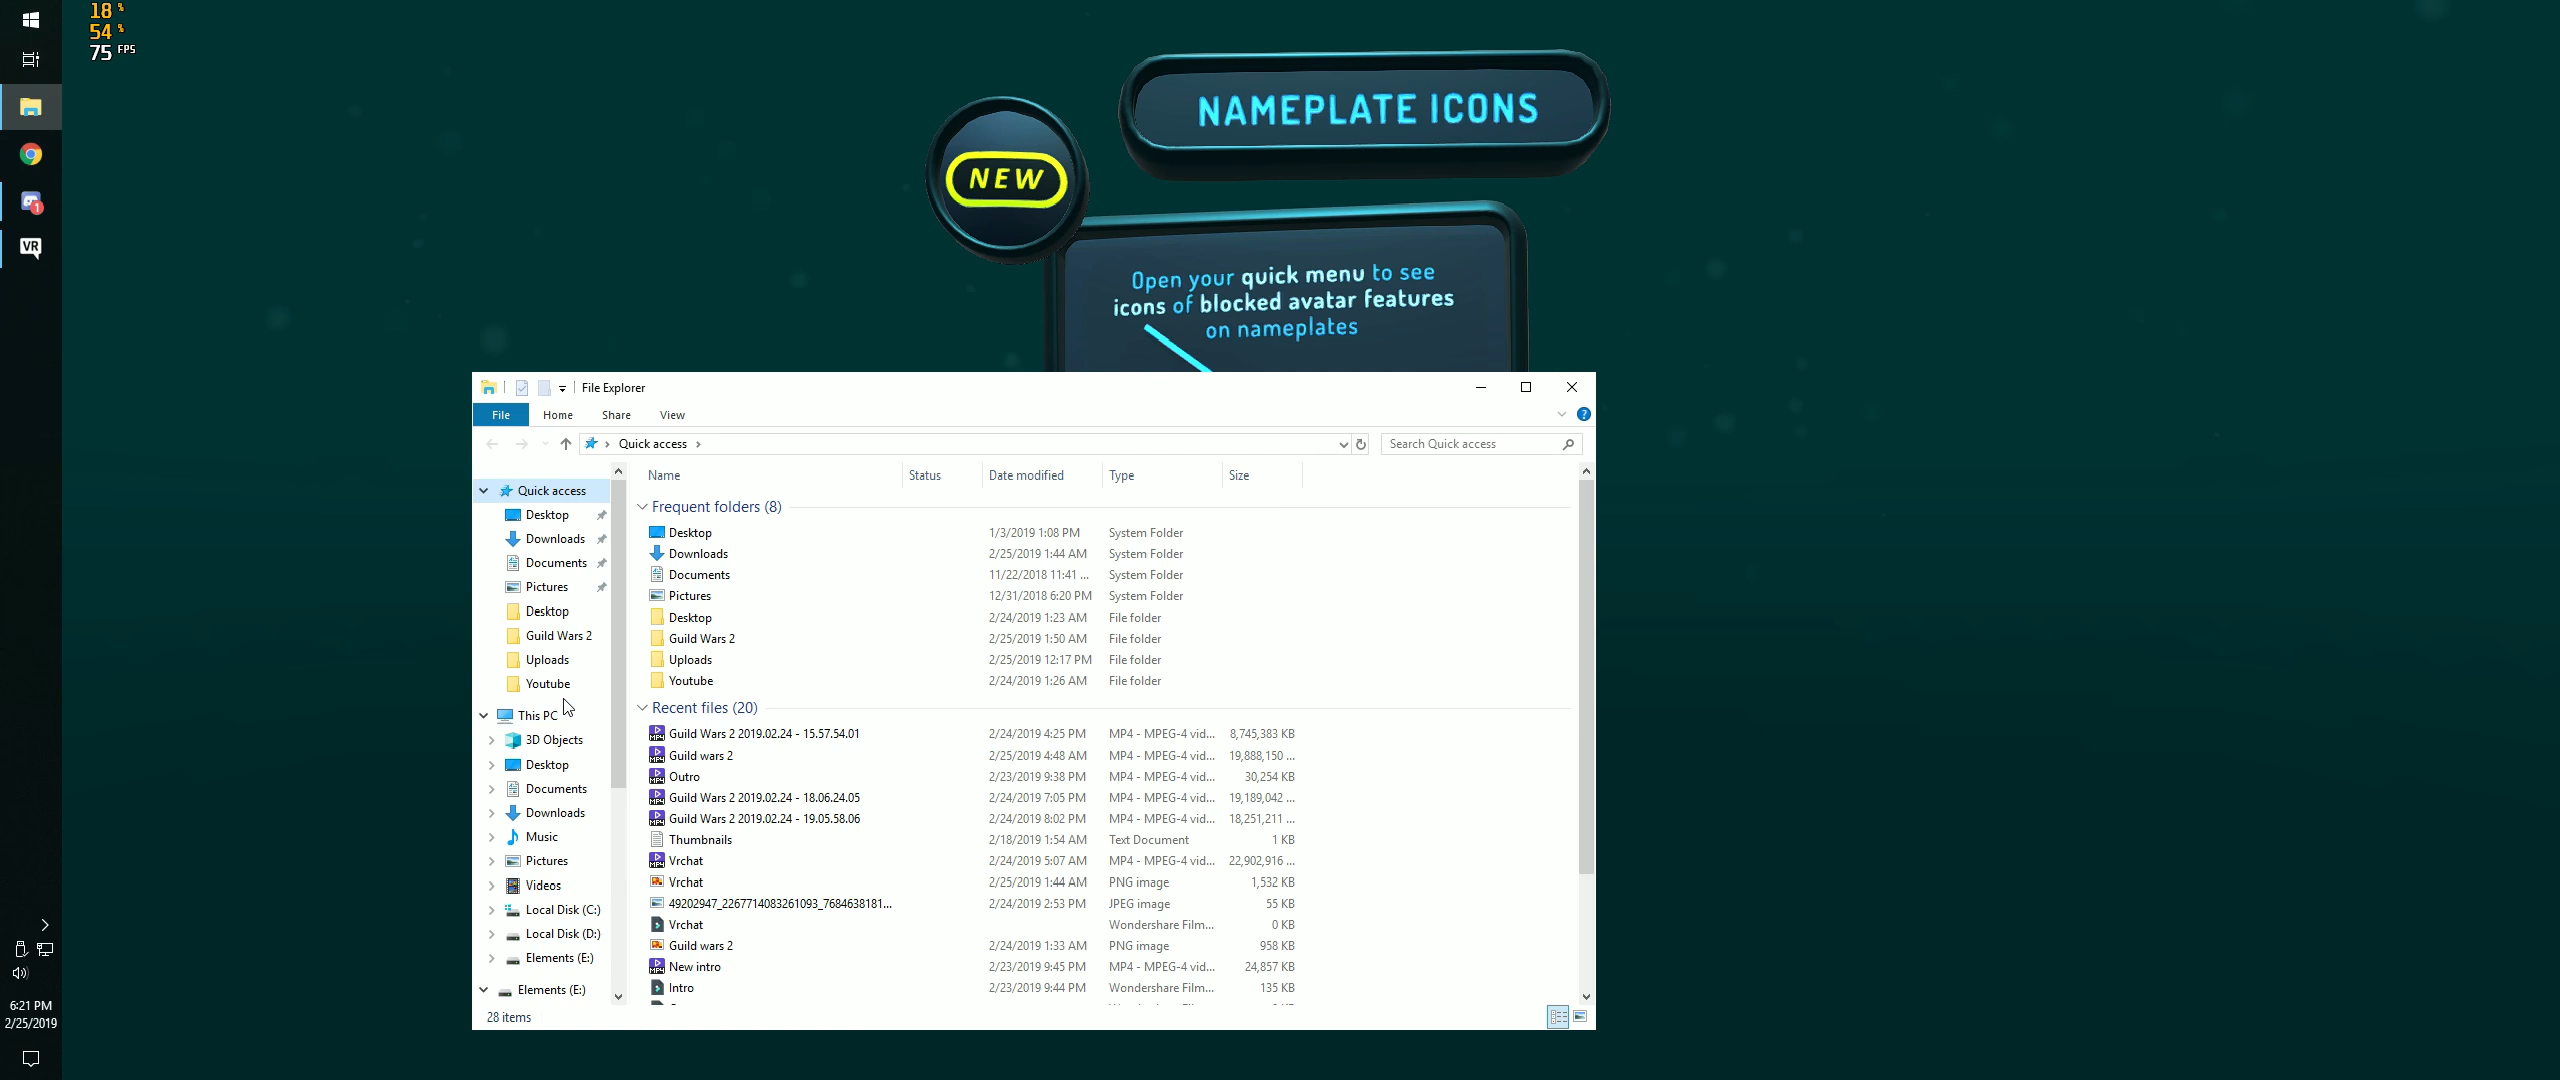 18 %
54 %
75 FPS
NAMEPLATE ICONS
NEW
Open your quick menu to see
icons of blocked avatar features
on nameplates
File Explorer
File Home Share View
Quick access
Search Quick access
Name Status Date modified Type Size
Quick access
Desktop
Downloads
Documents
Pictures
Desktop
Guild Wars 2
Uploads
Youtube
This PC
3D Objects
Desktop
Documents
Downloads
Music
Pictures
Videos
Local Disk (C:)
Local Disk (D:)
Elements (E:)
Elements (E:)
Frequent folders (8)
Desktop 1/3/2019 1:08 PM System Folder
Downloads 2/25/2019 1:44 AM System Folder
Documents 11/22/2018 11:41 ... System Folder
Pictures 12/31/2018 6:20 PM System Folder
Desktop 2/24/2019 1:23 AM File folder
Guild Wars 2 2/25/2019 1:50 AM File folder
Uploads 2/25/2019 12:17 PM File folder
Youtube 2/24/2019 1:26 AM File folder
Recent files (20)
Guild Wars 2 2019.02.24 - 15.57.54.01 2/24/2019 4:25 PM MP4 - MPEG-4 vid... 8,745,383 KB
Guild wars 2 2/25/2019 4:48 AM MP4 - MPEG-4 vid... 19,888,150 ...
Outro 2/23/2019 9:38 PM MP4 - MPEG-4 vid... 30,254 KB
Guild Wars 2 2019.02.24 - 18.06.24.05 2/24/2019 7:05 PM MP4 - MPEG-4 vid... 19,189,042 ...
Guild Wars 2 2019.02.24 - 19.05.58.06 2/24/2019 8:02 PM MP4 - MPEG-4 vid... 18,251,211 ...
Thumbnails 2/18/2019 1:54 AM Text Document 1 KB
Vrchat 2/24/2019 5:07 AM MP4 - MPEG-4 vid... 22,902,916 ...
Vrchat 2/25/2019 1:44 AM PNG image 1,532 KB
49202947_2267714083261093_7684638181... 2/24/2019 2:53 PM JPEG image 55 KB
Vrchat Wondershare Film... 0 KB
Guild wars 2 2/24/2019 1:33 AM PNG image 958 KB
New intro 2/23/2019 9:45 PM MP4 - MPEG-4 vid... 24,857 KB
Intro 2/23/2019 9:44 PM Wondershare Film... 135 KB
28 items
VR
1
6:21 PM
2/25/2019